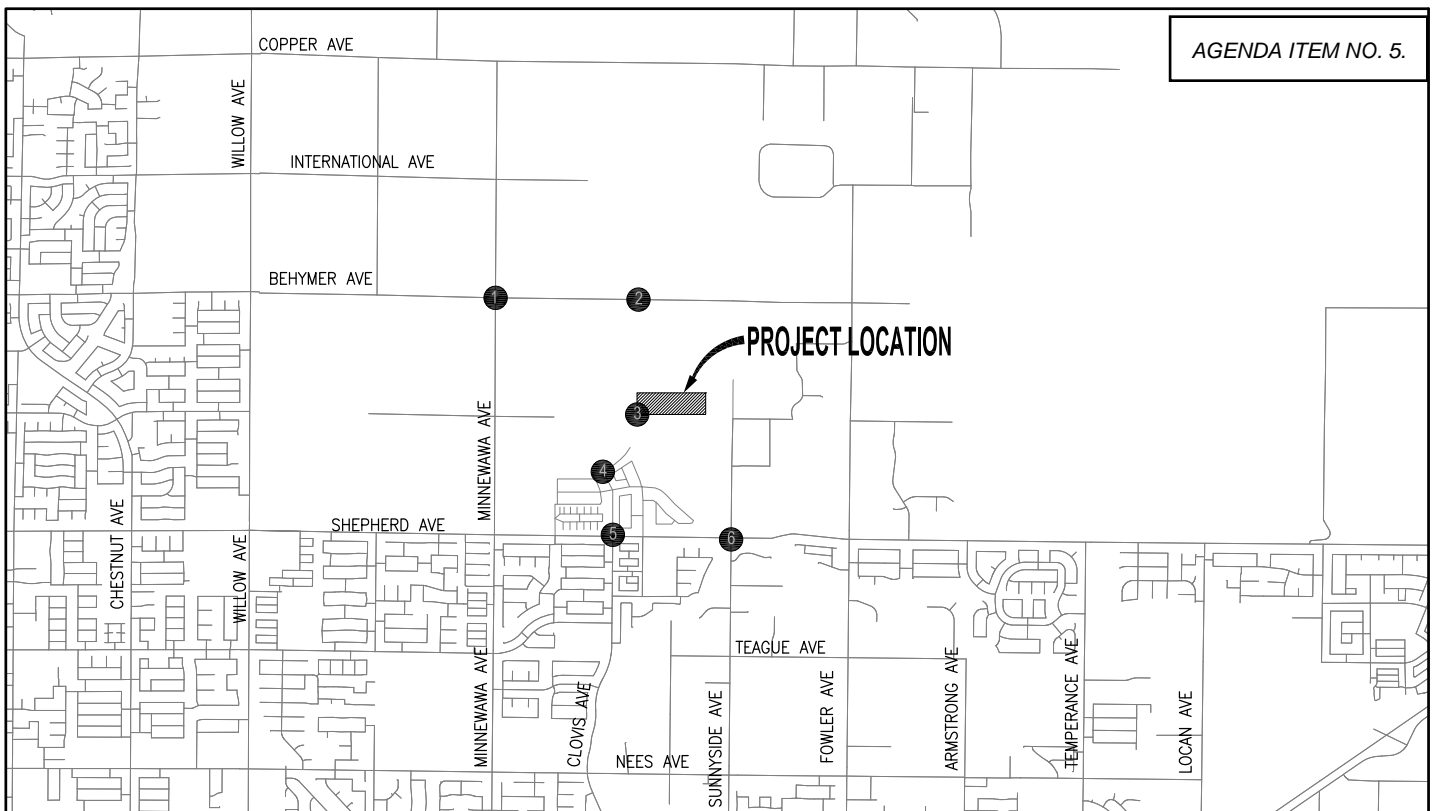 AGENDA ITEM NO. 5.
COPPER AVE
WILLOW AVE
INTERNATIONAL AVE
BEHYMER AVE
1
2
PROJECT LOCATION
3
MINNEWAWA AVE
4
SHEPHERD AVE
5
6
CHESTNUT AVE
WILLOW AVE
TEAGUE AVE
MINNEWAWA AVE
CLOVIS AVE
SUNNYSIDE AVE
FOWLER AVE
ARMSTRONG AVE
TEMPERANCE AVE
LOCAN AVE
NEES AVE